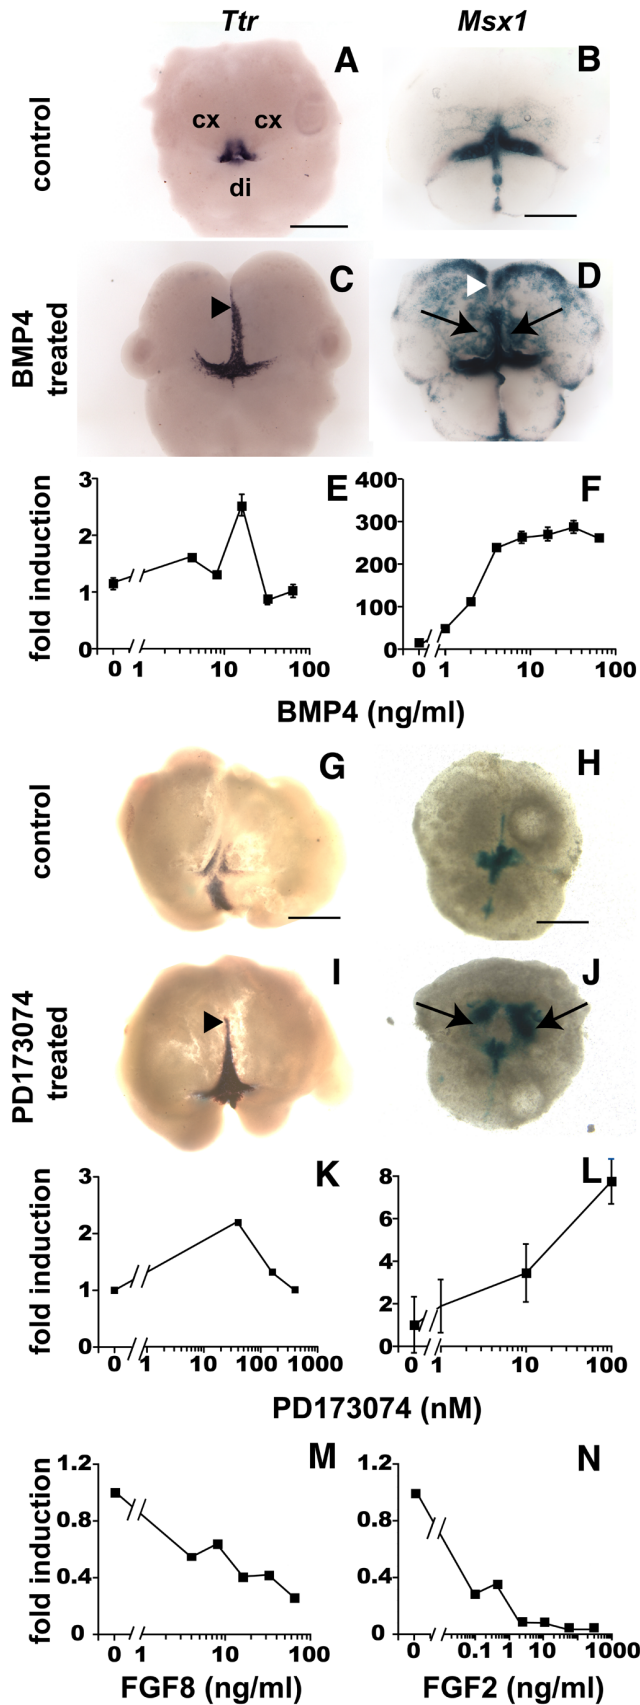 Ttr Msx1
control
A B
cx cx
di
BMP4 treated
C D
fold induction
E F
3 2 1 0
400 300 200 100 0
0 1 10 100
0 1 10 100
BMP4 (ng/ml)
control
G H
PD173074 treated
I J
fold induction
K L
3 2 1 0
8 6 4 2 0
0 1 10 100 1000
0 1 10 100
PD173074 (nM)
fold induction
M N
1.2 0.8 0.4 0
1.2 0.8 0.4 0
0 1 10 100
0 0.1 1 10 1000
FGF8 (ng/ml) FGF2 (ng/ml)